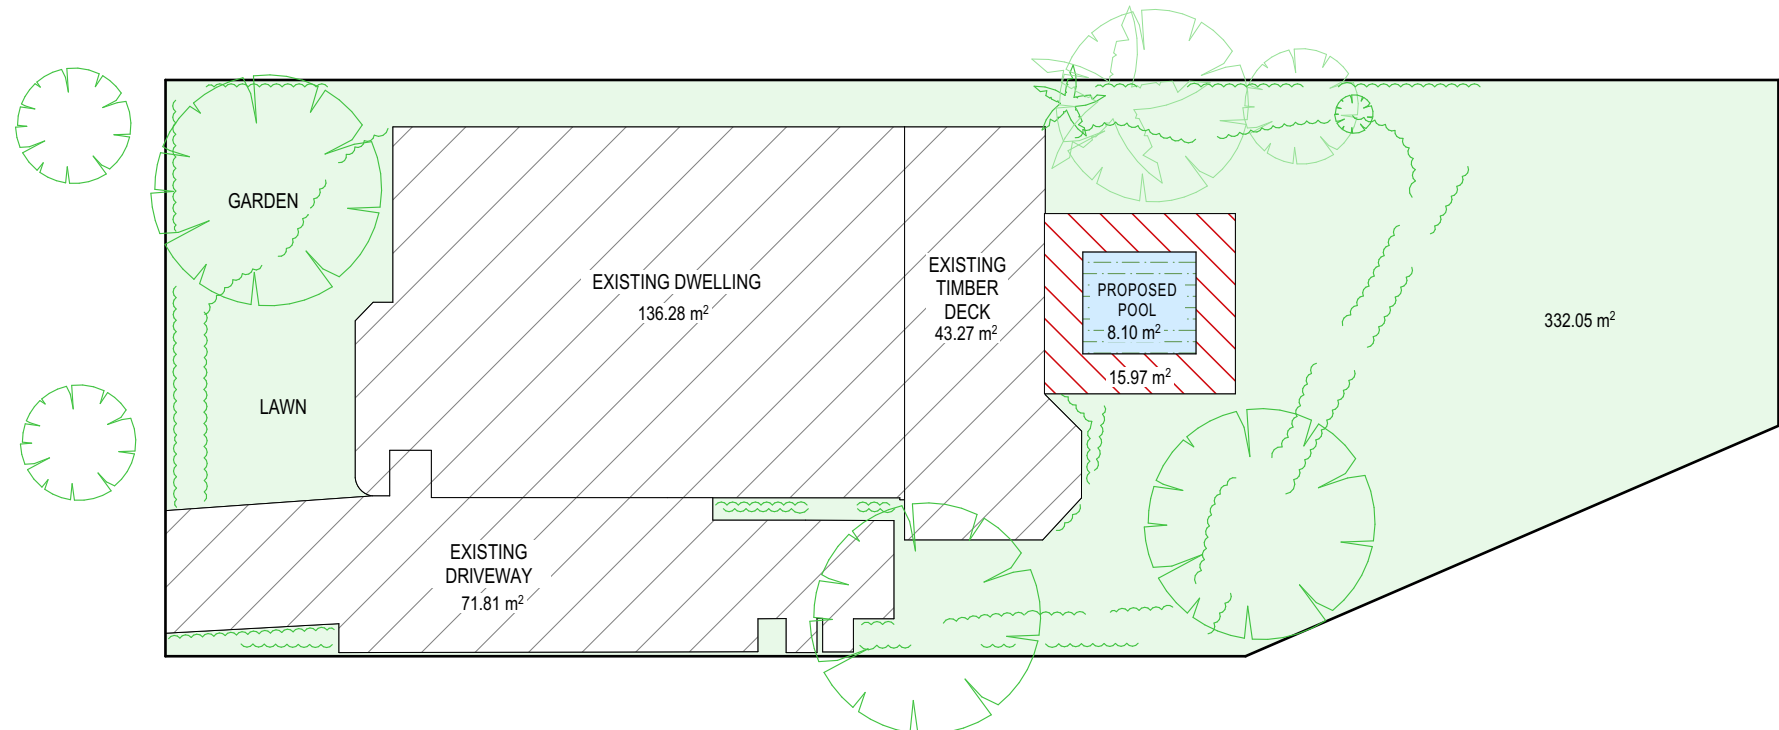 GARDEN
LAWN
EXISTING DWELLING
136.28 m²
EXISTING
TIMBER
DECK
43.27 m²
PROPOSED
POOL
8.10 m²
15.97 m²
332.05 m²
EXISTING
DRIVEWAY
71.81 m²